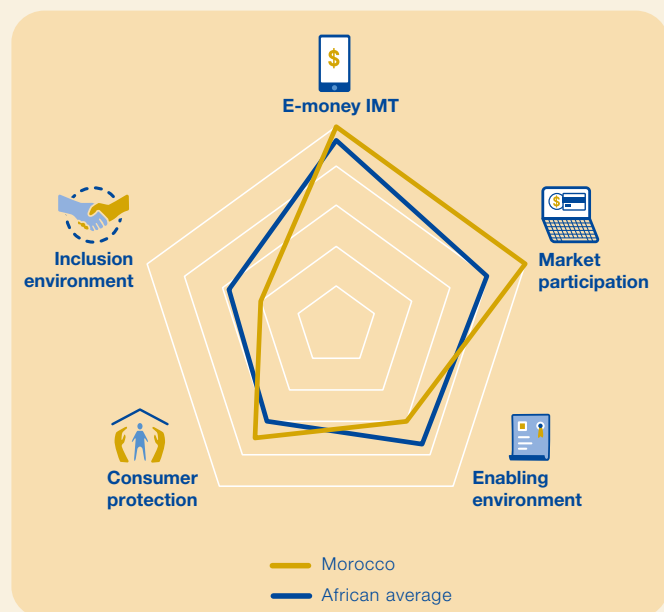 $
E-money IMT
Inclusion
environment
$
Market
participation
Consumer
protection
Enabling
environment
Morocco
African average